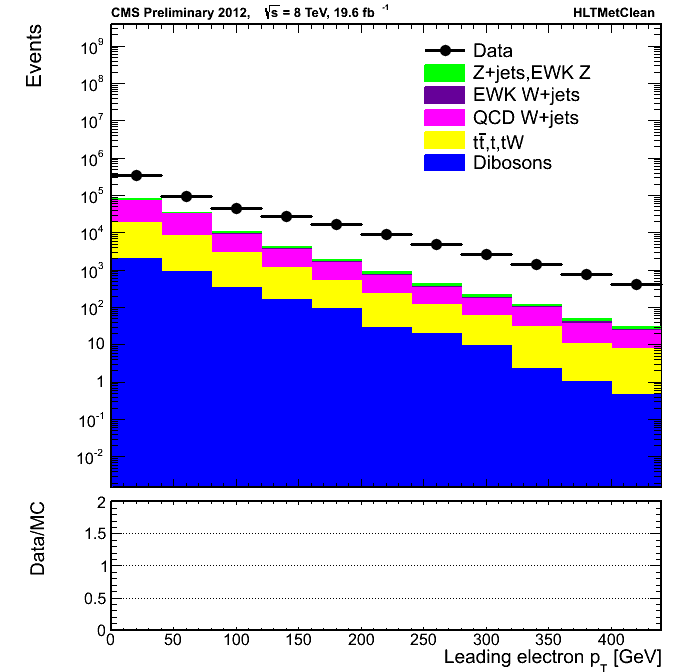 CMS Preliminary 2012, √s = 8 TeV, 19.6 fb⁻¹ HLTMetClean
Events
10⁹
10⁸
10⁷
10⁶
10⁵
10⁴
10³
10²
10
1
10⁻¹
10⁻²
Data
Z+jets,EWK Z
EWK W+jets
QCD W+jets
tt̅,t,tW
Dibosons
Data/MC
2
1.5
1
0.5
0
0 50 100 150 200 250 300 350 400
Leading electron p_T [GeV]